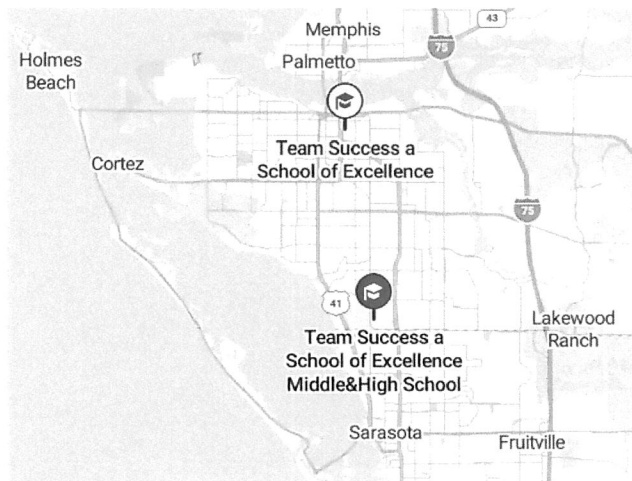 43
Memphis
75
Holmes
Beach
Palmetto
Team Success a
School of Excellence
Cortez
75
41
Lakewood
Ranch
Team Success a
School of Excellence
Middle&High School
Sarasota
Fruitville